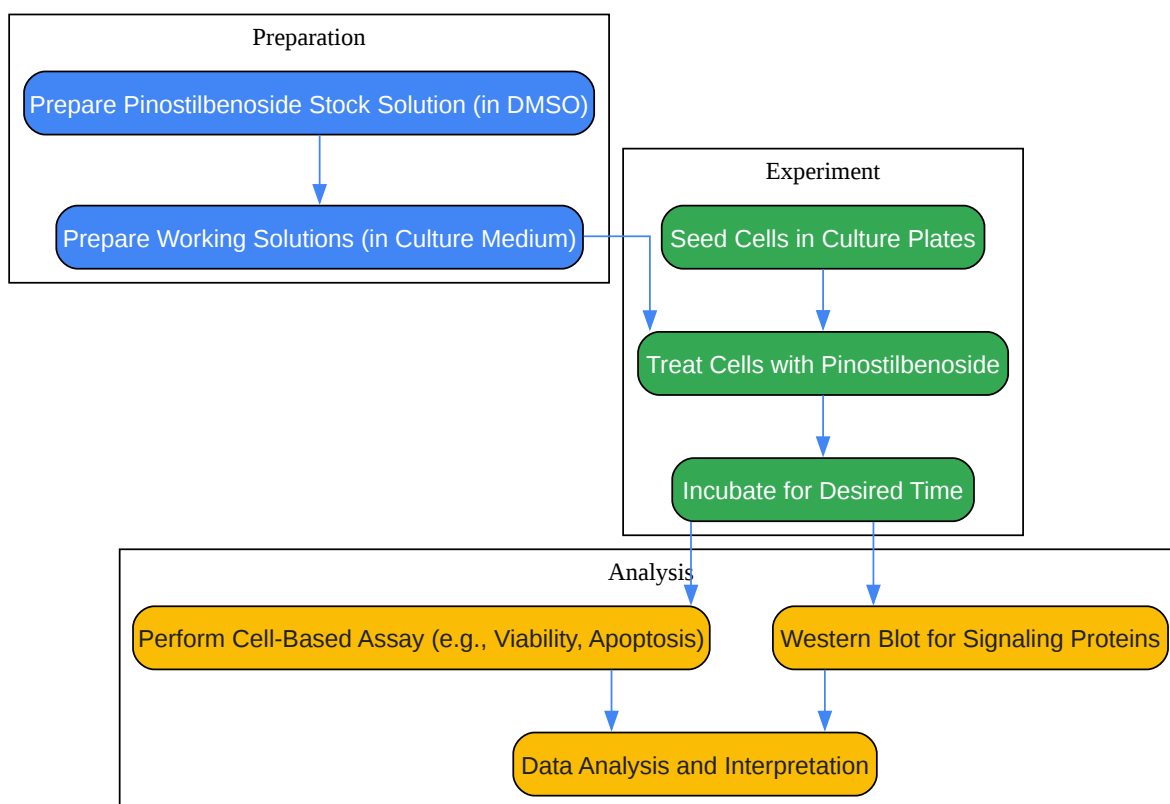 Preparation
Prepare Pinostilbenoside Stock Solution (in DMSO)
Prepare Working Solutions (in Culture Medium)
Experiment
Seed Cells in Culture Plates
Treat Cells with Pinostilbenoside
Incubate for Desired Time
Analysis
Perform Cell-Based Assay (e.g., Viability, Apoptosis)
Western Blot for Signaling Proteins
Data Analysis and Interpretation